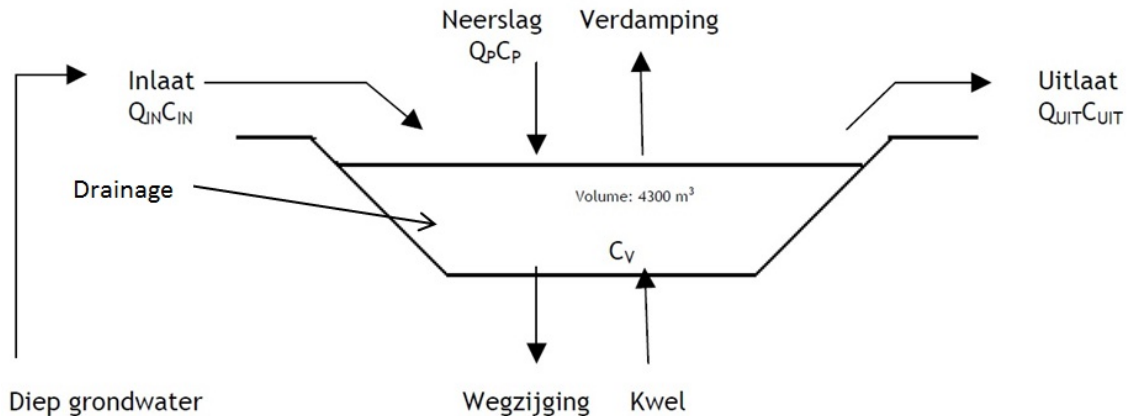 Neerslag
QPCP
Verdamping
Inlaat
QINCIN
Uitlaat
QUITCUIT
Drainage
Volume: 4300 m³
CV
Diep grondwater
Wegzijging
Kwel